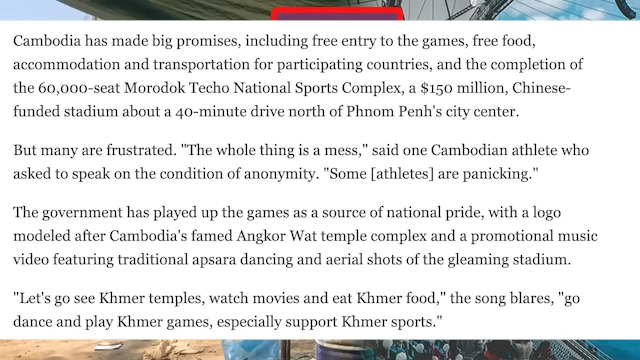 Cambodia has made big promises, including free entry to the games, free food,
accommodation and transportation for participating countries, and the completion of
the 60,000-seat Morodok Techo National Sports Complex, a $150 million, Chinese-
funded stadium about a 40-minute drive north of Phnom Penh's city center.
But many are frustrated. "The whole thing is a mess," said one Cambodian athlete who
asked to speak on the condition of anonymity. "Some [athletes] are panicking."
The government has played up the games as a source of national pride, with a logo
modeled after Cambodia's famed Angkor Wat temple complex and a promotional music
video featuring traditional apsara dancing and aerial shots of the gleaming stadium.
"Let's go see Khmer temples, watch movies and eat Khmer food," the song blares, "go
dance and play Khmer games, especially support Khmer sports."